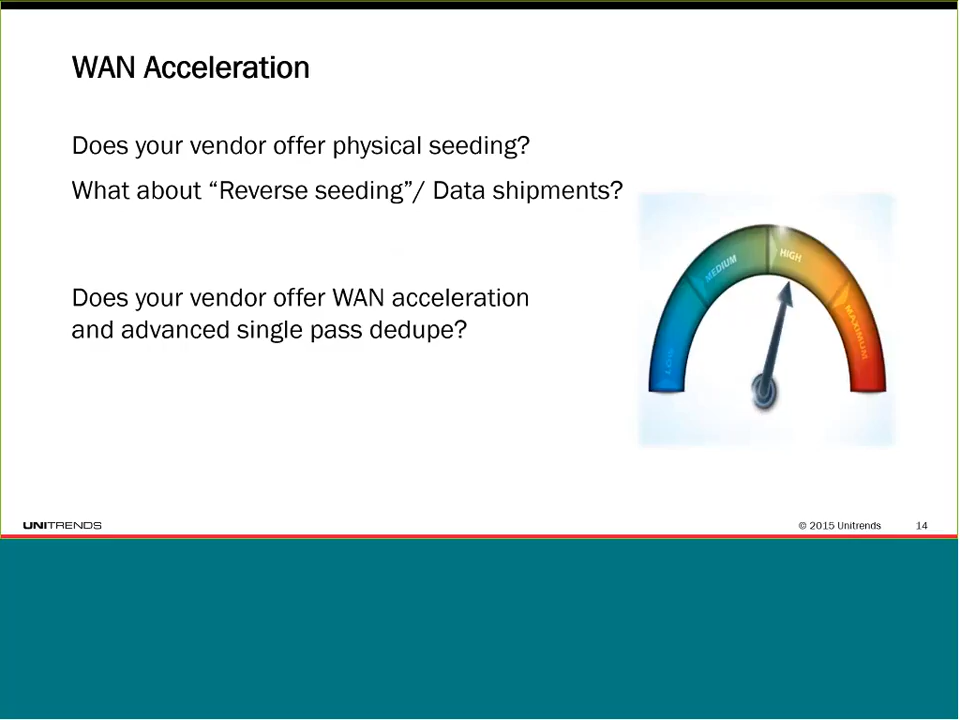 WAN Acceleration
Does your vendor offer physical seeding?
What about “Reverse seeding”/ Data shipments?
Does your vendor offer WAN acceleration
and advanced single pass dedupe?
LOW
MEDIUM
HIGH
MAXIMUM
UNITRENDS
© 2015 Unitrends
14